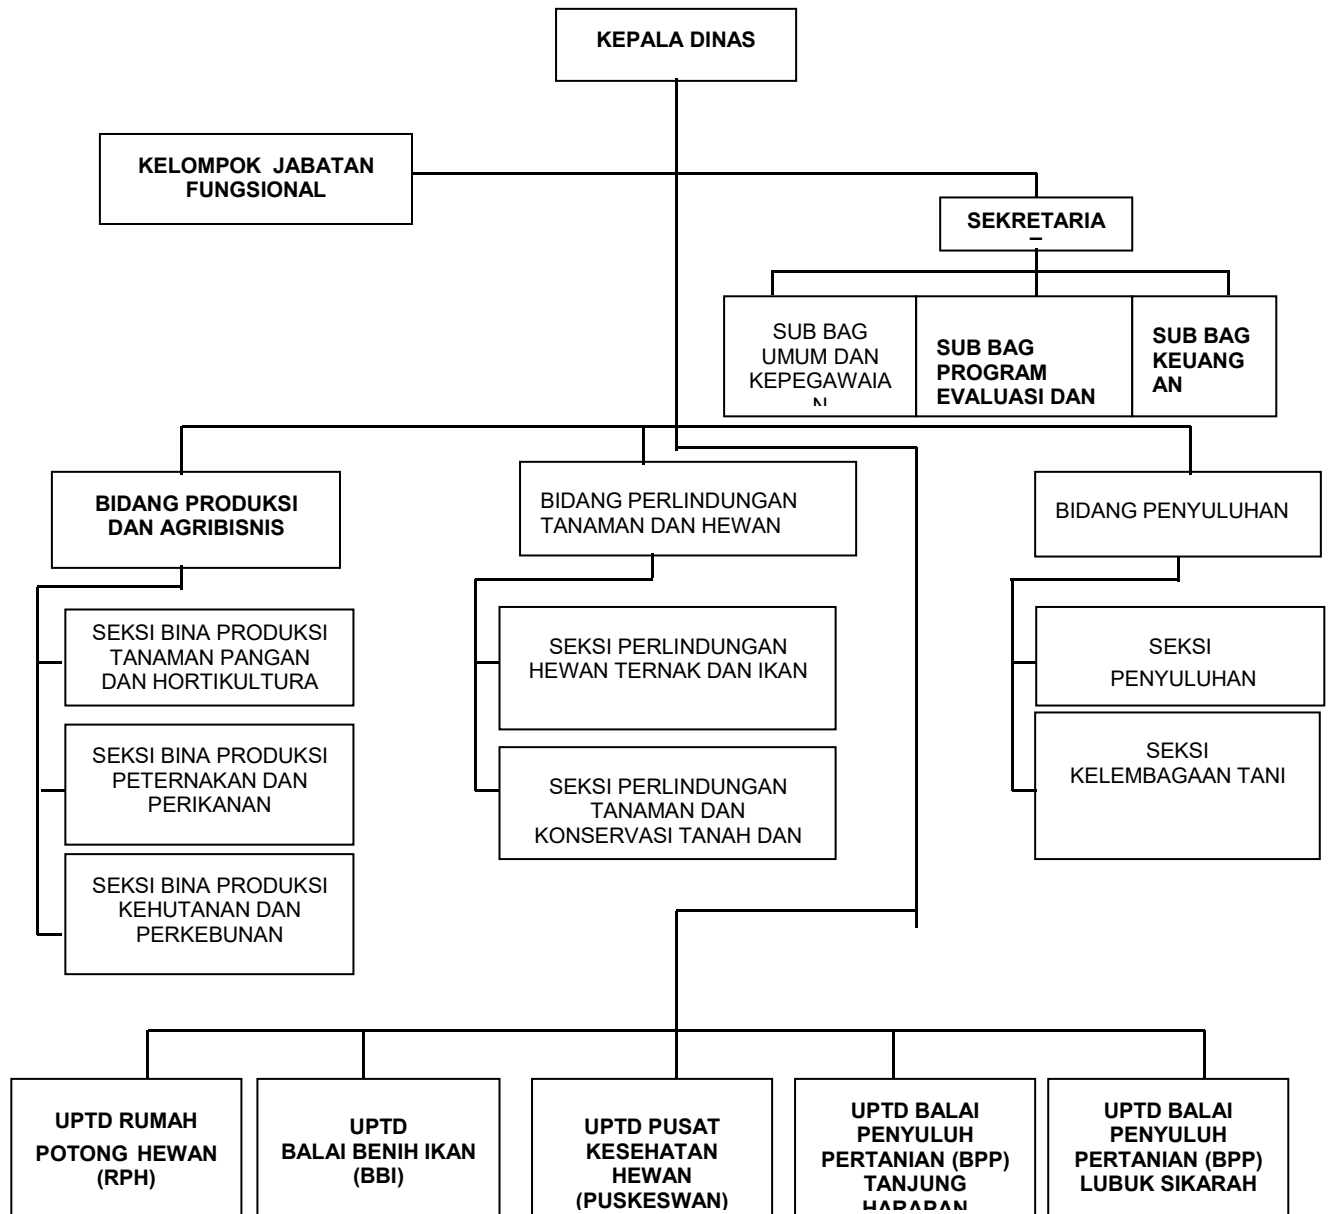 KEPALA DINAS
KELOMPOK JABATAN
FUNGSIONAL
SEKRETARIA
SUB BAG
UMUM DAN
KEPEGAWAIA
N
SUB BAG
PROGRAM
EVALUASI DAN
SUB BAG
KEUANG
AN
BIDANG PRODUKSI
DAN AGRIBISNIS
BIDANG PERLINDUNGAN
TANAMAN DAN HEWAN
BIDANG PENYULUHAN
SEKSI BINA PRODUKSI
TANAMAN PANGAN
DAN HORTIKULTURA
SEKSI BINA PRODUKSI
PETERNAKAN DAN
PERIKANAN
SEKSI BINA PRODUKSI
KEHUTANAN DAN
PERKEBUNAN
SEKSI PERLINDUNGAN
HEWAN TERNAK DAN IKAN
SEKSI PERLINDUNGAN
TANAMAN DAN
KONSERVASI TANAH DAN
SEKSI
PENYULUHAN
SEKSI
KELEMBAGAAN TANI
UPTD RUMAH
POTONG HEWAN
(RPH)
UPTD
BALAI BENIH IKAN
(BBI)
UPTD PUSAT
KESEHATAN
HEWAN
(PUSKESWAN)
UPTD BALAI
PENYULUH
PERTANIAN (BPP)
TANJUNG
HARAPAN
UPTD BALAI
PENYULUH
PERTANIAN (BPP)
LUBUK SIKARAH